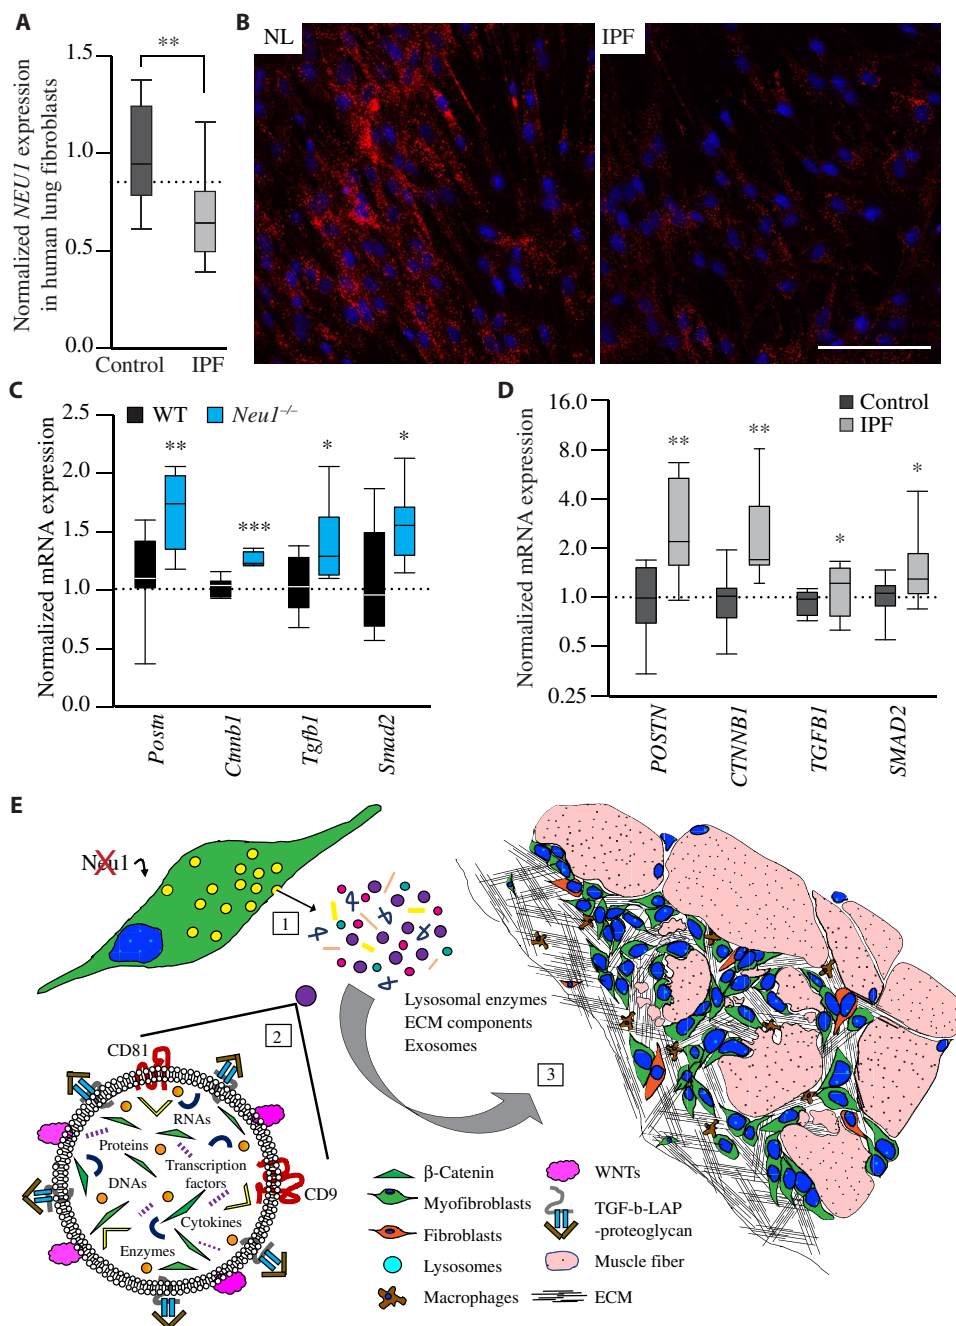 A
Normalized NEU1 expression
in human lung fibroblasts
1.5
1.0
0.5
0.0
**
Control
IPF
B
NL
IPF
C
Normalized mRNA expression
2.5
2.0
1.5
1.0
0.5
0.0
WT
Neu1–/–
**
***
*
*
Postn
Ctnnb1
Tgfb1
Smad2
D
Normalized mRNA expression
16.0
8.0
4.0
2.0
1.0
0.5
0.25
Control
IPF
**
**
*
*
POSTN
CTNNB1
TGFB1
SMAD2
E
Neu1
X
1
Lysosomal enzymes
ECM components
Exosomes
2
3
CD81
RNAs
Proteins
Transcription
factors
DNAs
Cytokines
Enzymes
CD9
β-Catenin
Myofibroblasts
Fibroblasts
Lysosomes
Macrophages
WNTs
TGF-b-LAP
-proteoglycan
Muscle fiber
ECM